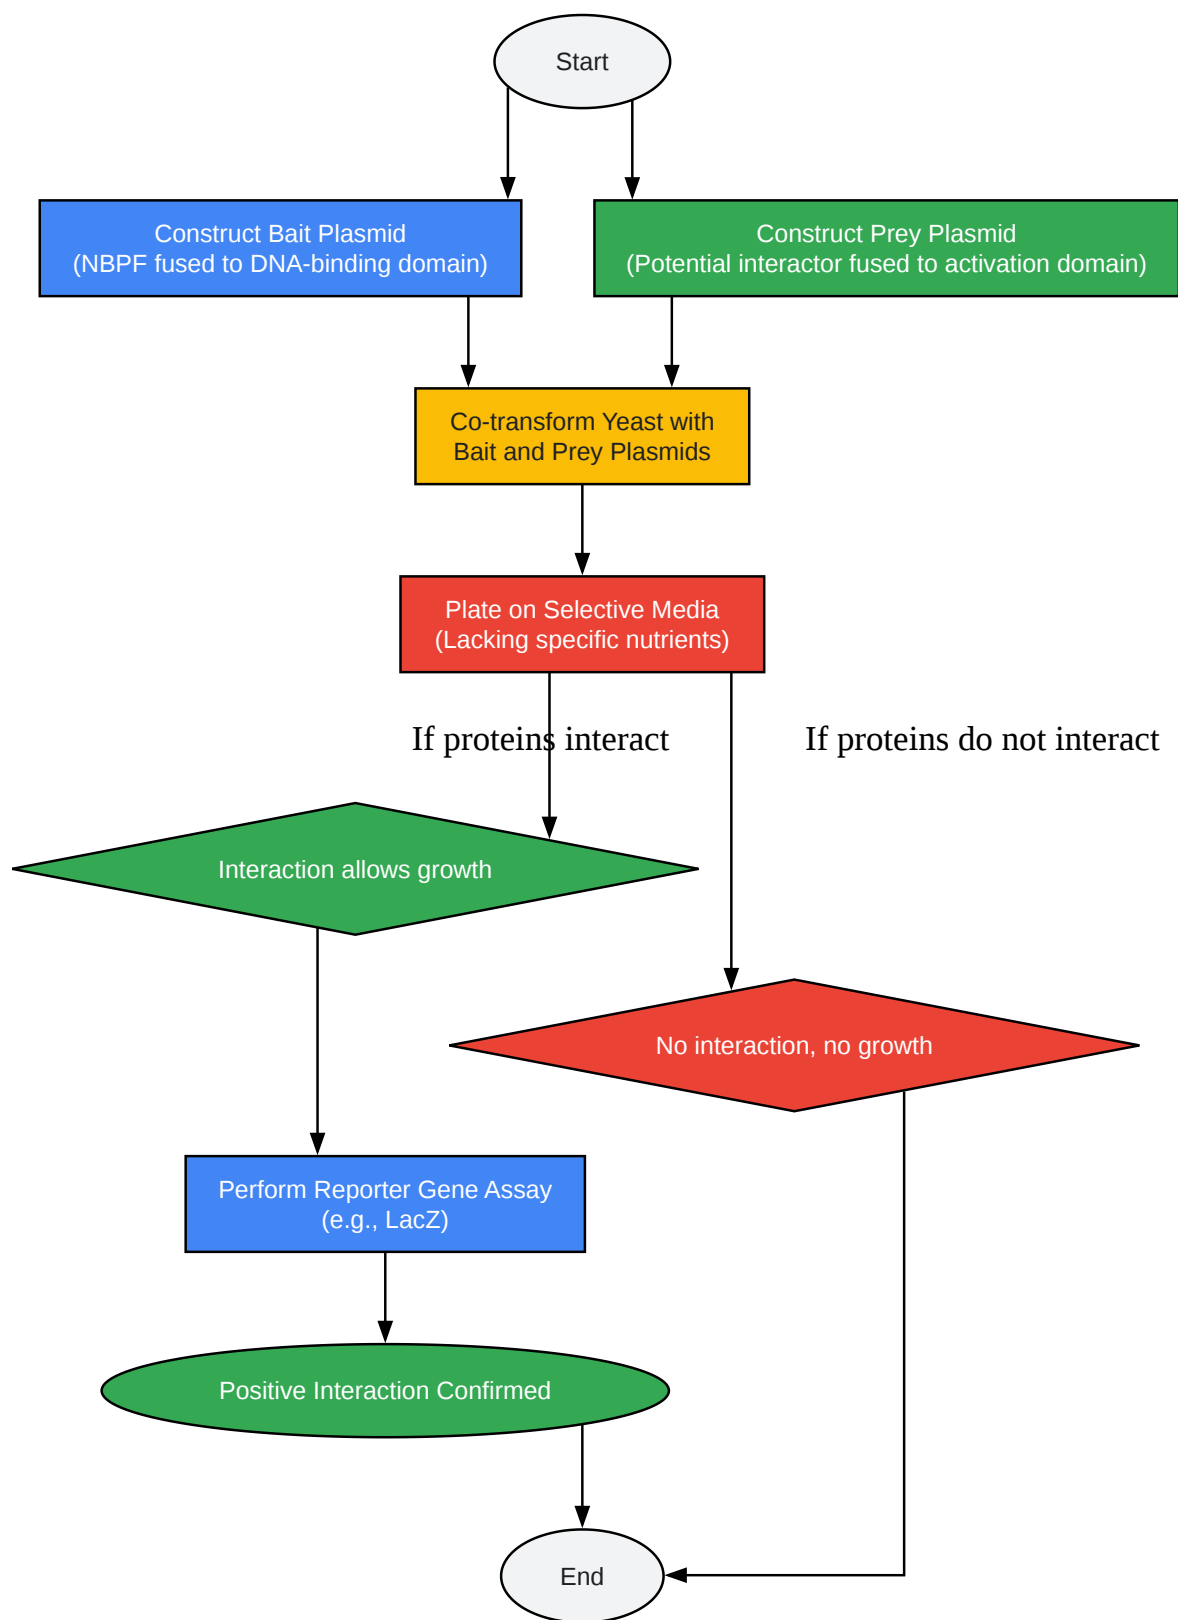 Start
Construct Bait Plasmid
(NBPF fused to DNA-binding domain)
Construct Prey Plasmid
(Potential interactor fused to activation domain)
Co-transform Yeast with
Bait and Prey Plasmids
Plate on Selective Media
(Lacking specific nutrients)
If proteins interact
If proteins do not interact
Interaction allows growth
No interaction, no growth
Perform Reporter Gene Assay
(e.g., LacZ)
Positive Interaction Confirmed
End